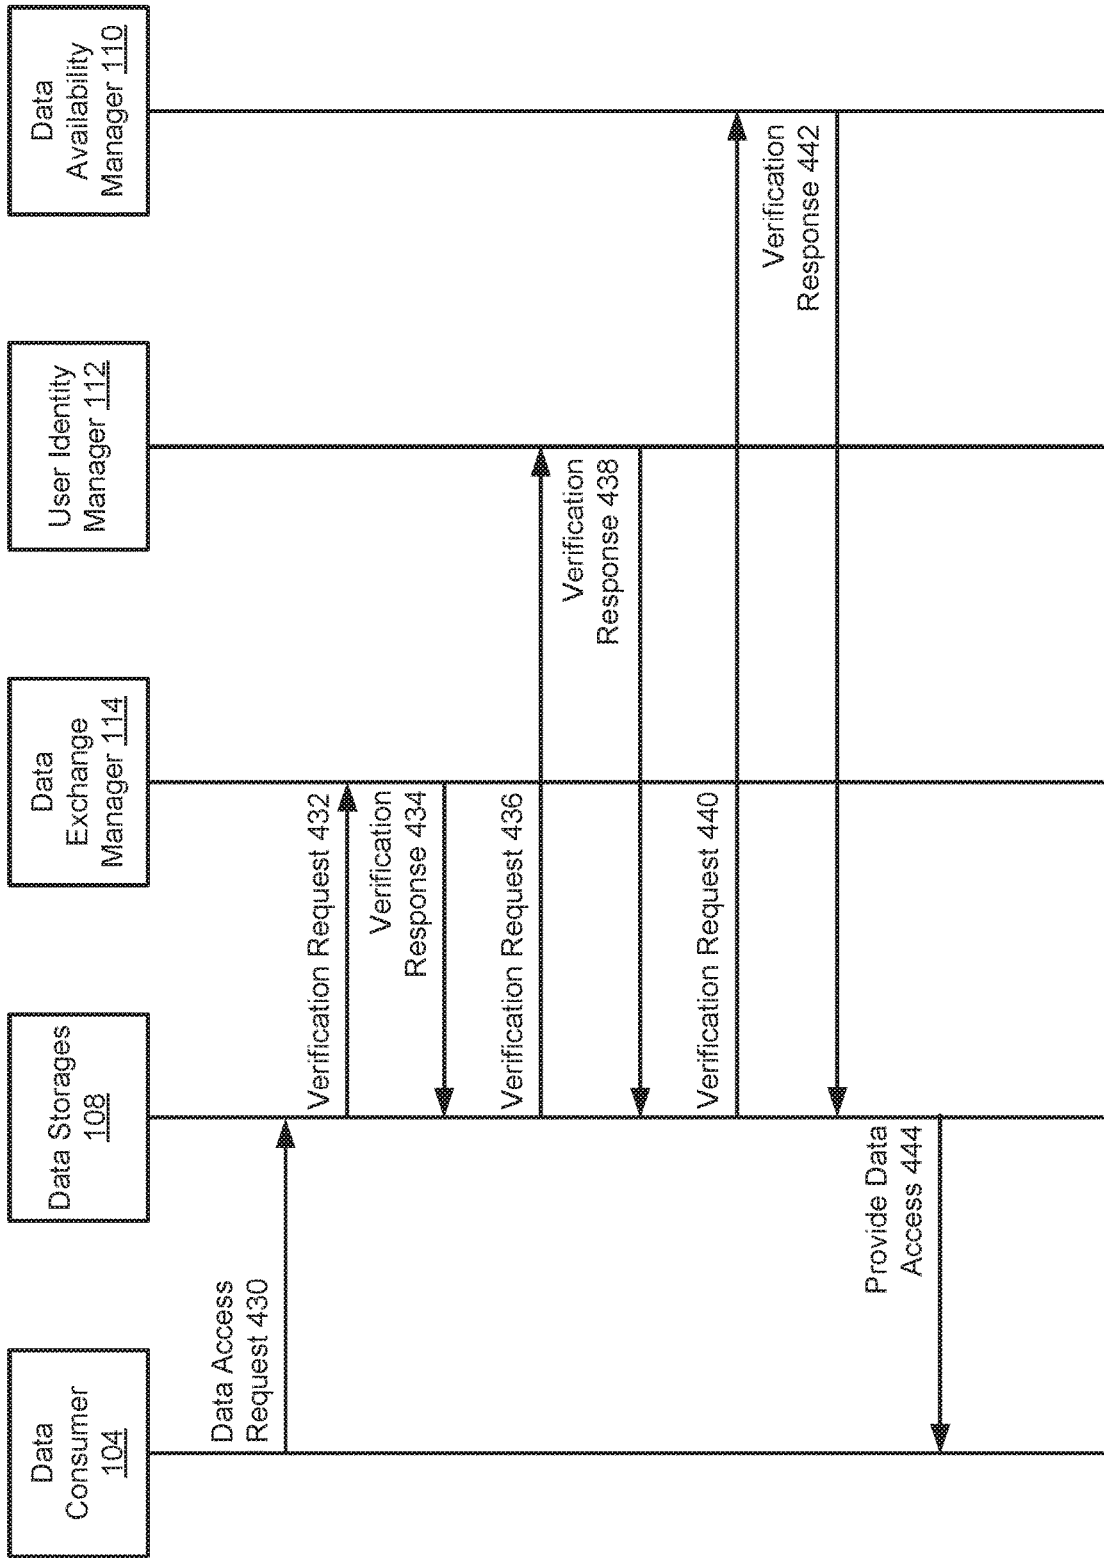 Data
Consumer
104
Data Storages
108
Data
Exchange
Manager 114
User Identity
Manager 112
Data
Availability
Manager 110
Data Access
Request 430
Verification Request 432
Verification
Response 434
Verification Request 436
Verification
Response 438
Verification Request 440
Verification
Response 442
Provide Data
Access 444